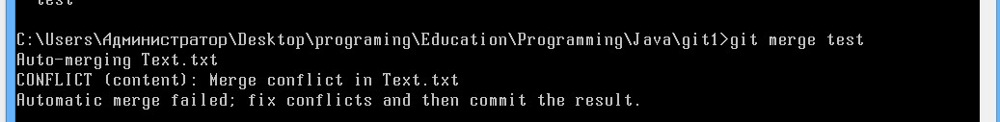 test
C:\Users\Администратор\Desktop\programing\Education\Programming\Java\git1>git merge test
Auto-merging Text.txt
CONFLICT (content): Merge conflict in Text.txt
Automatic merge failed; fix conflicts and then commit the result.